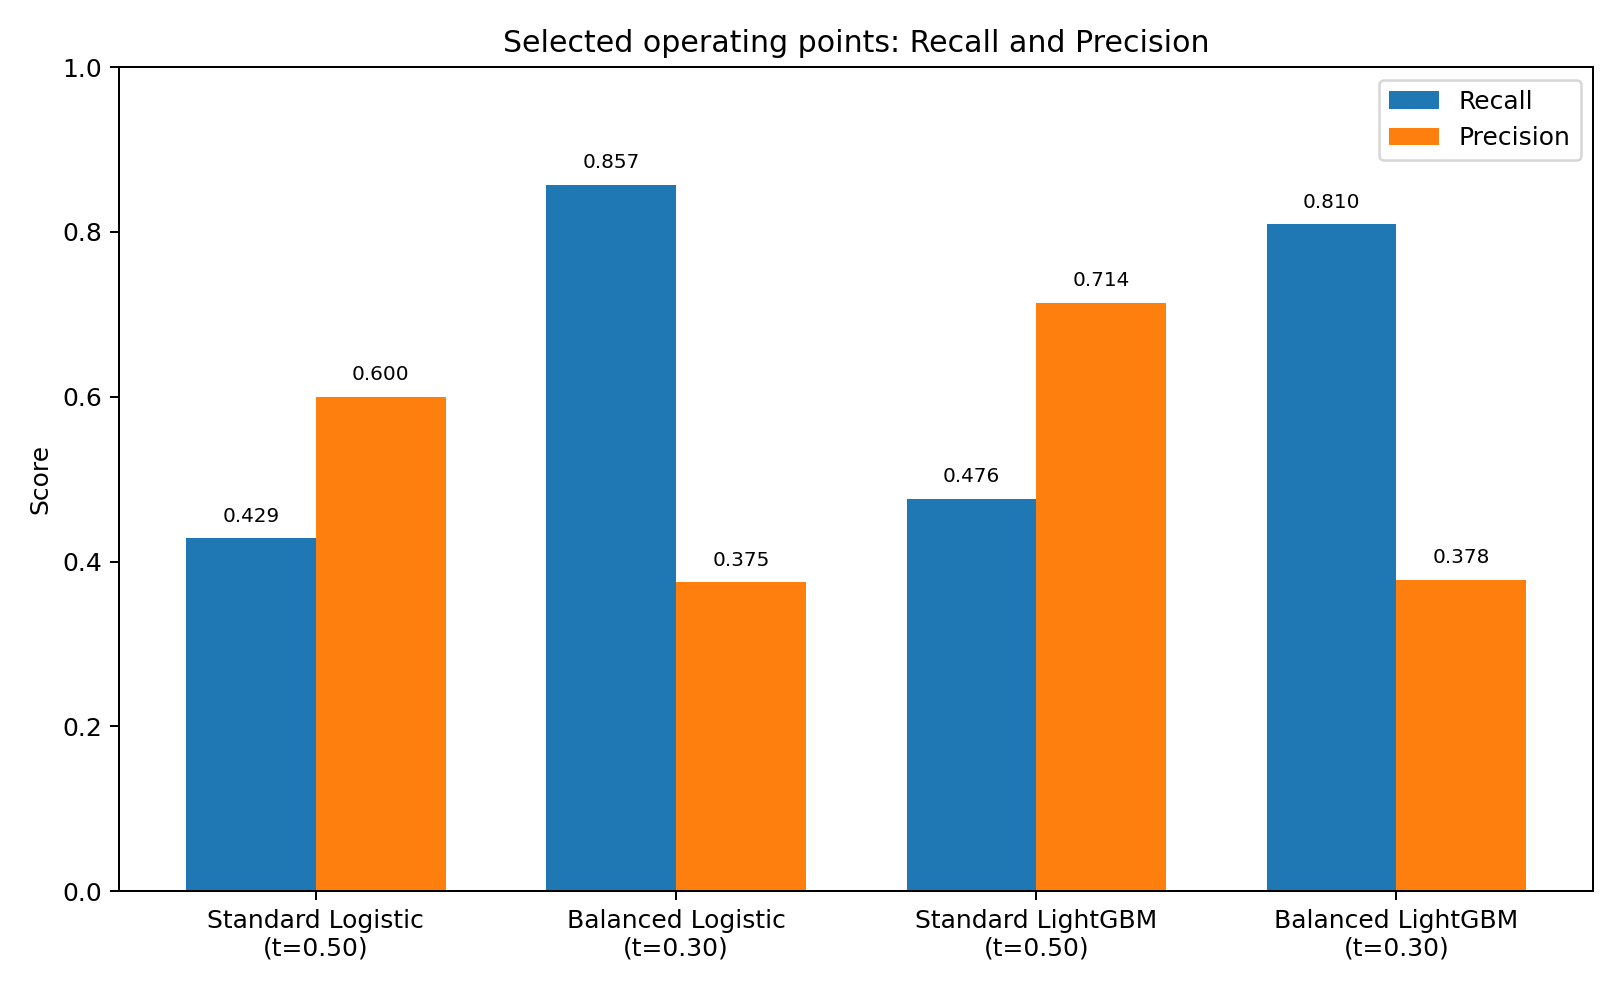 Selected operating points: Recall and Precision
1.0
0.8
0.6
0.4
0.2
0.0
Score
Recall
Precision
0.429
0.600
0.857
0.375
0.476
0.714
0.810
0.378
Standard Logistic
(t=0.50)
Balanced Logistic
(t=0.30)
Standard LightGBM
(t=0.50)
Balanced LightGBM
(t=0.30)